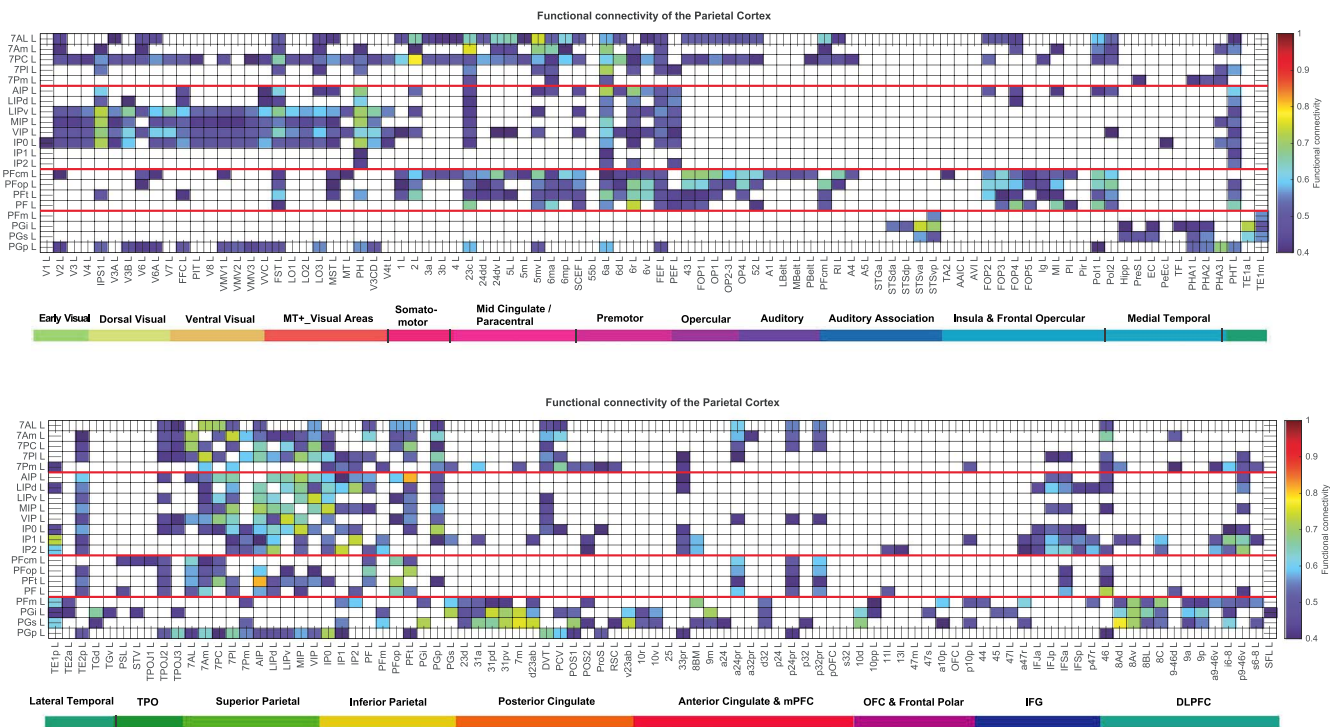 Functional connectivity of the Parietal Cortex
7AL L
7Am L
7PC L
7Pl L
7Pm L
AIP L
LIPd L
LIPv L
MIP L
VIP L
IP0 L
IP1 L
IP2 L
PFcm L
PFop L
PFt L
PF L
PFm L
PGi L
PGs L
PGp L
V1 L
V2 L
V3 L
V4 L
IPS1
V3A L
V3B L
V6 L
V6A L
V7 L
FFC L
PIT L
V8 L
VMV1 L
VMV2 L
VMV3 L
VVC L
FST L
LO1 L
LO2 L
LO3 L
MST L
MT L
PH L
V3CD L
V4t L
1 L
2 L
3a L
3b L
4 L
23c L
24dd L
24dv L
5L L
5m L
5mv L
6ma L
6mp L
SCEF L
55b L
6a L
6d L
6r L
6v L
FEF L
PEF L
43 L
FOP1 L
OP1 L
OP2-3 L
OP4 L
52 L
A1 L
LBelt L
MBelt L
PBelt L
PFcm L
RI L
A4 L
A5 L
STGa L
STSda L
STSdp L
STSva L
STSvp L
TA2 L
AAIC L
AVI L
FOP2 L
FOP3 L
FOP4 L
FOP5 L
Ig L
MI L
PI L
Pir L
PoI1 L
PoI2 L
Hipp L
PreS L
EC L
PeEc L
TF L
PHA1 L
PHA2 L
PHA3 L
PHT L
TE1a L
TE1m L
1
0.9
0.8
0.7
0.6
0.5
0.4
Functional connectivity
Early Visual
Dorsal Visual
Ventral Visual
MT+_Visual Areas
Somato-
motor
Mid Cingulate /
Paracentral
Premotor
Opercular
Auditory
Auditory Association
Insula & Frontal Opercular
Medial Temporal
Functional connectivity of the Parietal Cortex
7AL L
7Am L
7PC L
7Pl L
7Pm L
AIP L
LIPd L
LIPv L
MIP L
VIP L
IP0 L
IP1 L
IP2 L
PFcm L
PFop L
PFt L
PF L
PFm L
PGi L
PGs L
PGp L
TE1p L
TE2a L
TE2p L
TGd L
TGv L
PSL L
STV L
TPOJ1 L
TPOJ2 L
TPOJ3 L
7AL L
7Am L
7PC L
7Pl L
7Pm L
AIP L
LIPd L
LIPv L
MIP L
VIP L
IP0 L
IP1 L
IP2 L
PF L
PFm L
PFop L
PFt L
PGi L
PGp L
PGs L
23d L
31a L
31pd L
31pv L
7m L
d23ab L
DVT L
PCV L
POS1 L
POS2 L
ProS L
RSC L
v23ab L
10r L
10v L
25 L
33pr L
8BM L
9m L
a24 L
a24pr L
a32pr L
d32 L
p24 L
p24pr L
p32 L
p32pr L
pOFC L
s32 L
10d L
10pp L
11l L
13l L
47m L
47s L
a10p L
OFC L
p10p L
44 L
45 L
47l L
a47r L
IFJa L
IFJp L
IFSa L
IFSp L
p47r L
46 L
8Ad L
8Av L
8BL L
8C L
9-46d L
9a L
9p L
a9-46v L
i6-8 L
p9-46v L
s6-8 L
SFL L
1
0.9
0.8
0.7
0.6
0.5
0.4
Functional connectivity
Lateral Temporal
TPO
Superior Parietal
Inferior Parietal
Posterior Cingulate
Anterior Cingulate & mPFC
OFC & Frontal Polar
IFG
DLPFC